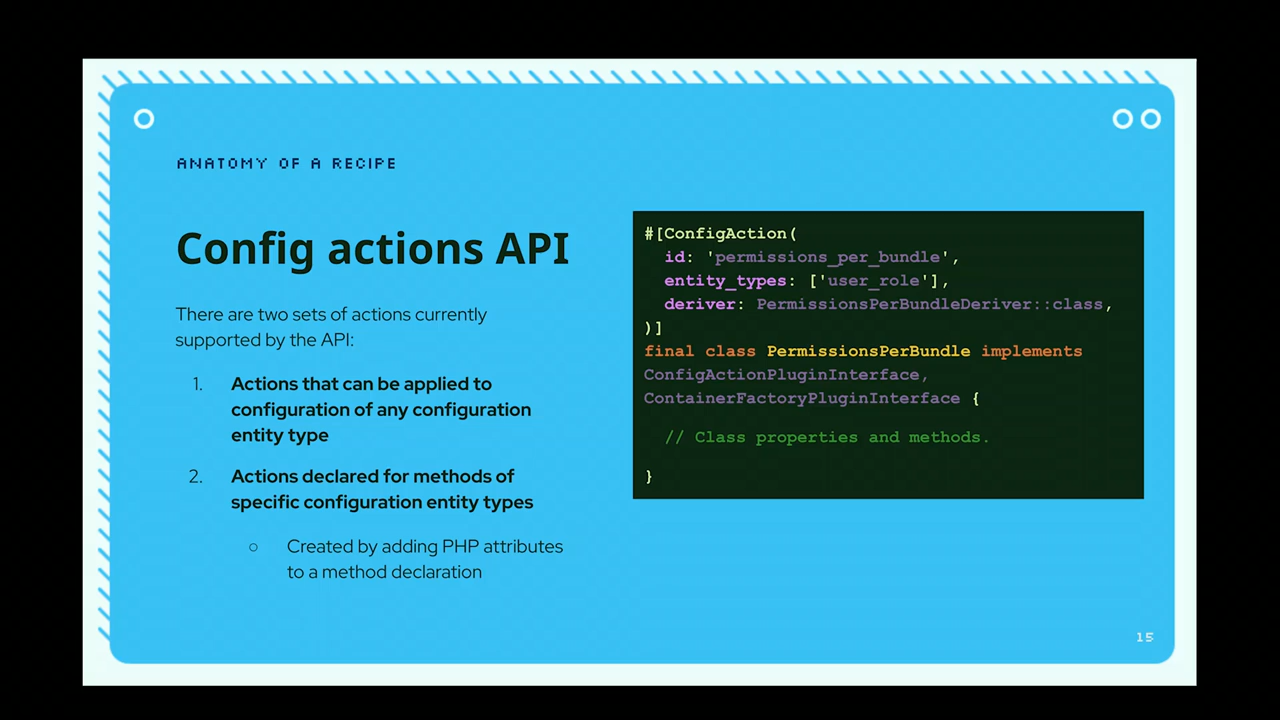 ANATOMY OF A RECIPE
Config actions API
There are two sets of actions currently
supported by the API:
1. Actions that can be applied to
configuration of any configuration
entity type
2. Actions declared for methods of
specific configuration entity types
○ Created by adding PHP attributes
to a method declaration
#[ConfigAction(
  id: 'permissions_per_bundle',
  entity_types: ['user_role'],
  deriver: PermissionsPerBundleDeriver::class,
)]
final class PermissionsPerBundle implements
ConfigActionPluginInterface,
ContainerFactoryPluginInterface {
  // Class properties and methods.
}
15